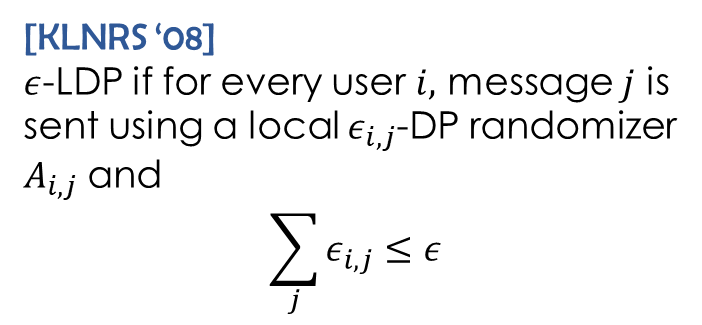 [KLNRS ‘08]
ϵ-LDP if for every user i, message j is
sent using a local ϵ_{i,j}-DP randomizer
A_{i,j} and
∑_j ϵ_{i,j} ≤ ϵ